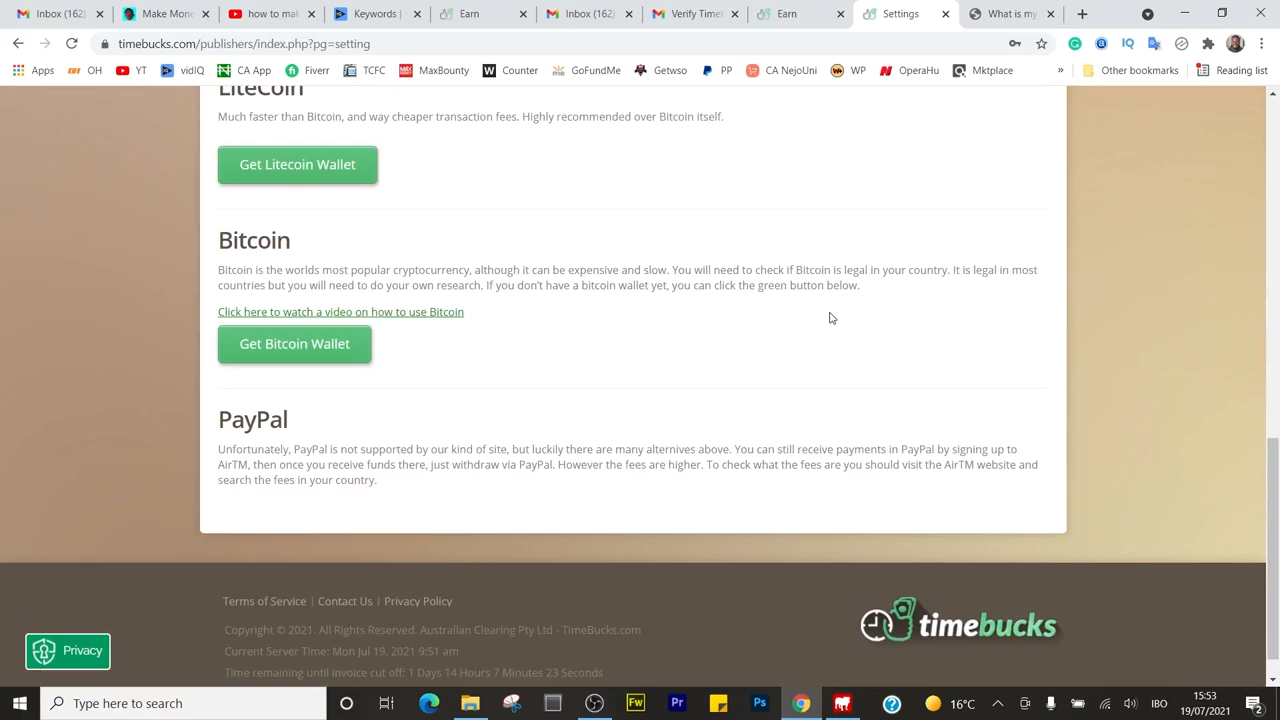 Inbox (162)
Make Mone
how to mak
Keywords |
Earn
Inbox (162)
Verify Timel
Earn
Settings
What is my
timebucks.com/publishers/index.php?pg=setting
Apps
OH
YT
vidIQ
CA App
Fiverr
TCFC
MaxBounty
Counter
GoFundMe
Getwso
PP
CA NejoUni
WP
OperaHu
Mktplace
»
Other bookmarks
Reading list
LiteCoin
Much faster than Bitcoin, and way cheaper transaction fees. Highly recommended over Bitcoin itself.
Get Litecoin Wallet
Bitcoin
Bitcoin is the worlds most popular cryptocurrency, although it can be expensive and slow. You will need to check if Bitcoin is legal in your country. It is legal in most
countries but you will need to do your own research. If you don't have a bitcoin wallet yet, you can click the green button below.
Click here to watch a video on how to use Bitcoin
Get Bitcoin Wallet
PayPal
Unfortunately, PayPal is not supported by our kind of site, but luckily there are many alternives above. You can still receive payments in PayPal by signing up to
AirTM, then once you receive funds there, just withdraw via PayPal. However the fees are higher. To check what the fees are you should visit the AirTM website and
search the fees in your country.
Terms of Service | Contact Us | Privacy Policy
Copyright © 2021. All Rights Reserved. Australian Clearing Pty Ltd - TimeBucks.com
Current Server Time: Mon Jul 19, 2021 9:51 am
Time remaining until invoice cut off: 1 Days 14 Hours 7 Minutes 23 Seconds
timebucks
Privacy
Type here to search
Fw
Pr
Ps
16°C
IBO
15:53
19/07/2021
2